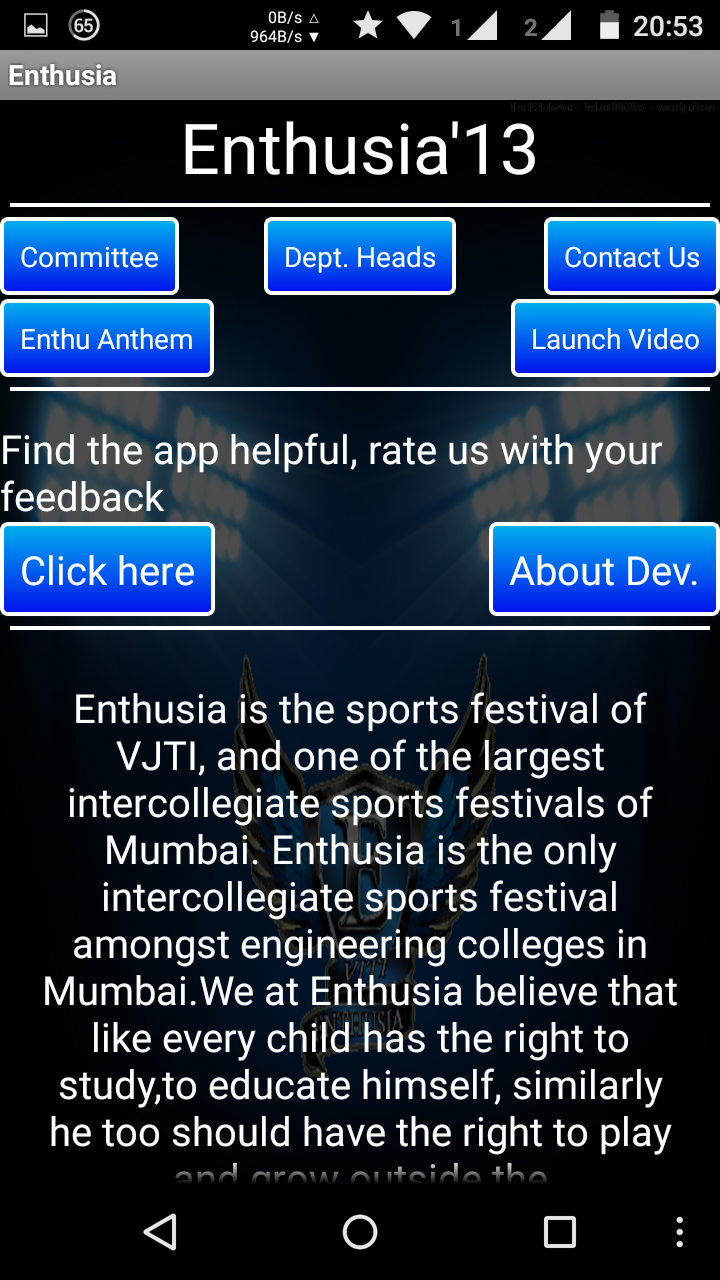 65
0B/s △
964B/s ▼
1
2
20:53
Enthusia
Enthusia'13
Committee
Dept. Heads
Contact Us
Enthu Anthem
Launch Video
Find the app helpful, rate us with your
feedback
Click here
About Dev.
Enthusia is the sports festival of
VJTI, and one of the largest
intercollegiate sports festivals of
Mumbai. Enthusia is the only
intercollegiate sports festival
amongst engineering colleges in
Mumbai.We at Enthusia believe that
like every child has the right to
study,to educate himself, similarly
he too should have the right to play
and grow outside the
E
VJTI
ENTHUSIA